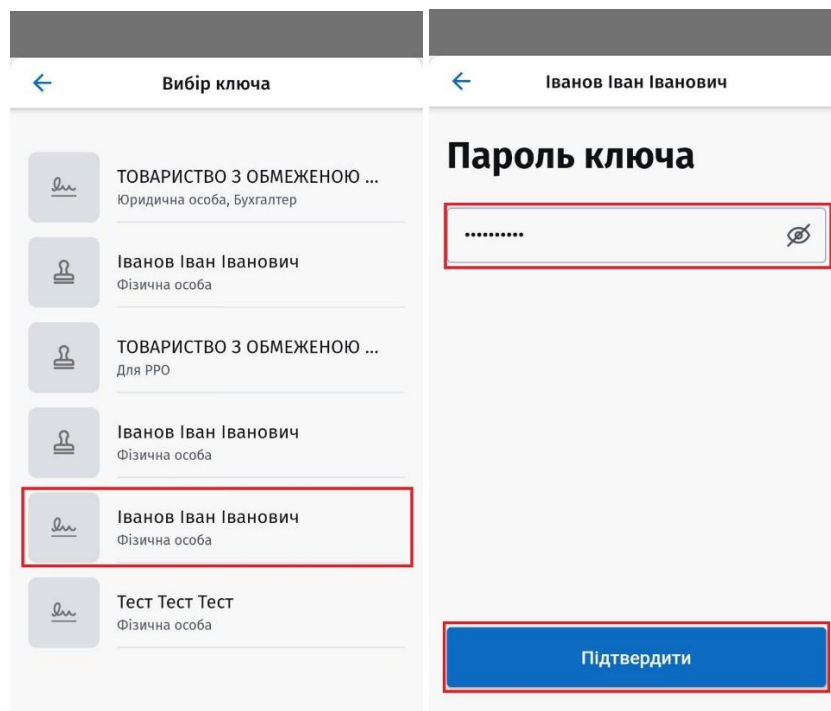 Вибір ключа
ТОВАРИСТВО З ОБМЕЖЕНОЮ ...
Юридична особа, Бухгалтер
Іванов Іван Іванович
Фізична особа
ТОВАРИСТВО З ОБМЕЖЕНОЮ ...
Для РРО
Іванов Іван Іванович
Фізична особа
Іванов Іван Іванович
Фізична особа
Тест Тест Тест
Фізична особа
Іванов Іван Іванович
Пароль ключа
••••••••••
Підтвердити